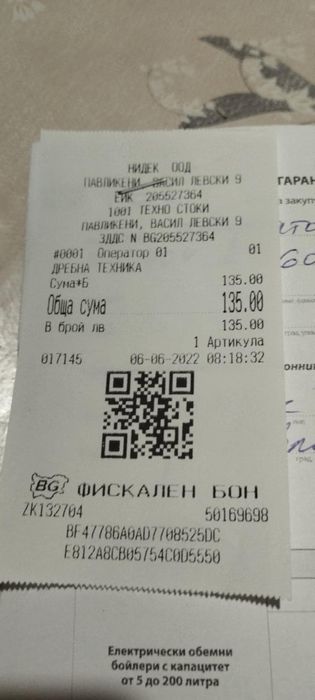 НИДЕК ООД
ПАВЛИКЕНИ, ВАСИЛ ЛЕВСКИ 9
ЕИК 205527364
1001 ТЕХНО СТОКИ
ПАВЛИКЕНИ, ВАСИЛ ЛЕВСКИ 9
ЗДДС N BG205527364
#0001 Оператор 01 01
ДРЕБНА ТЕХНИКА
Сума*Б 135.00
Обща сума 135.00
В брой лв 135.00
1 Артикула
017145 06-06-2022 08:18:32
BG ФИСКАЛЕН БОН
ZK132704 50169698
BF47786A0AD7708525DC
E812A8CB05754C0D5550
ГАРАН
а закуп
град
Електрически обемни
бойлери с капацитет
от 5 до 200 литра